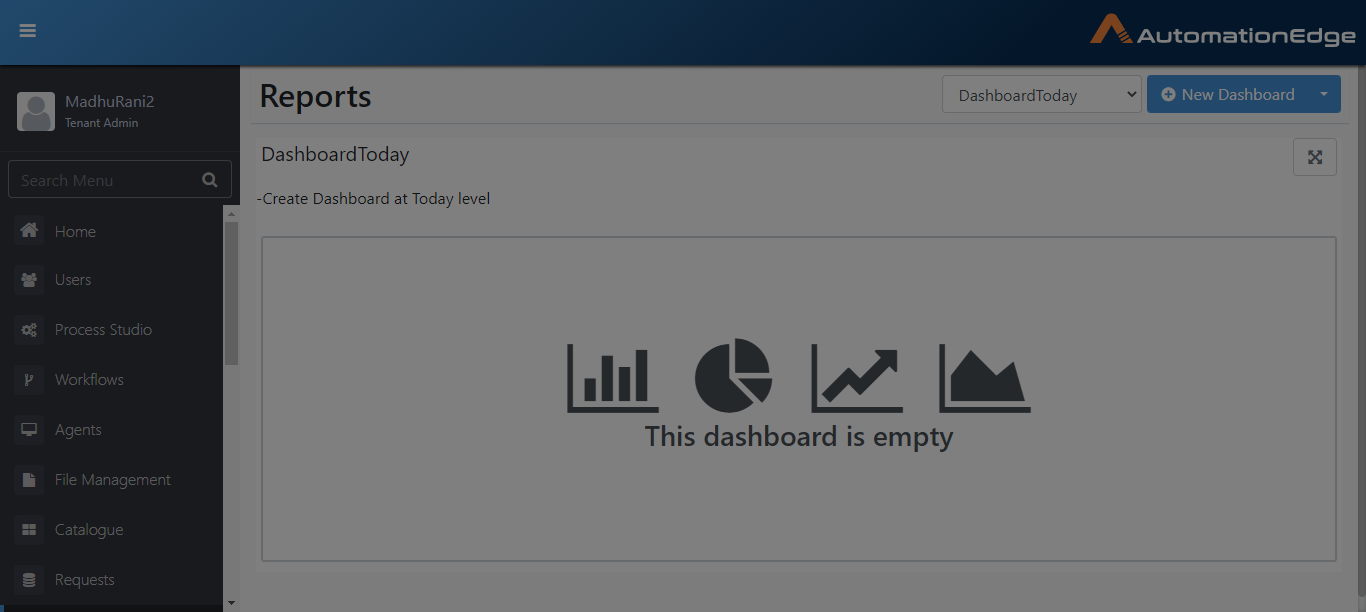 AutomationEdge
MadhuRani2
Tenant Admin
Search Menu
Home
Users
Process Studio
Workflows
Agents
File Management
Catalogue
Requests
Reports
DashboardToday
New Dashboard
DashboardToday
-Create Dashboard at Today level
This dashboard is empty